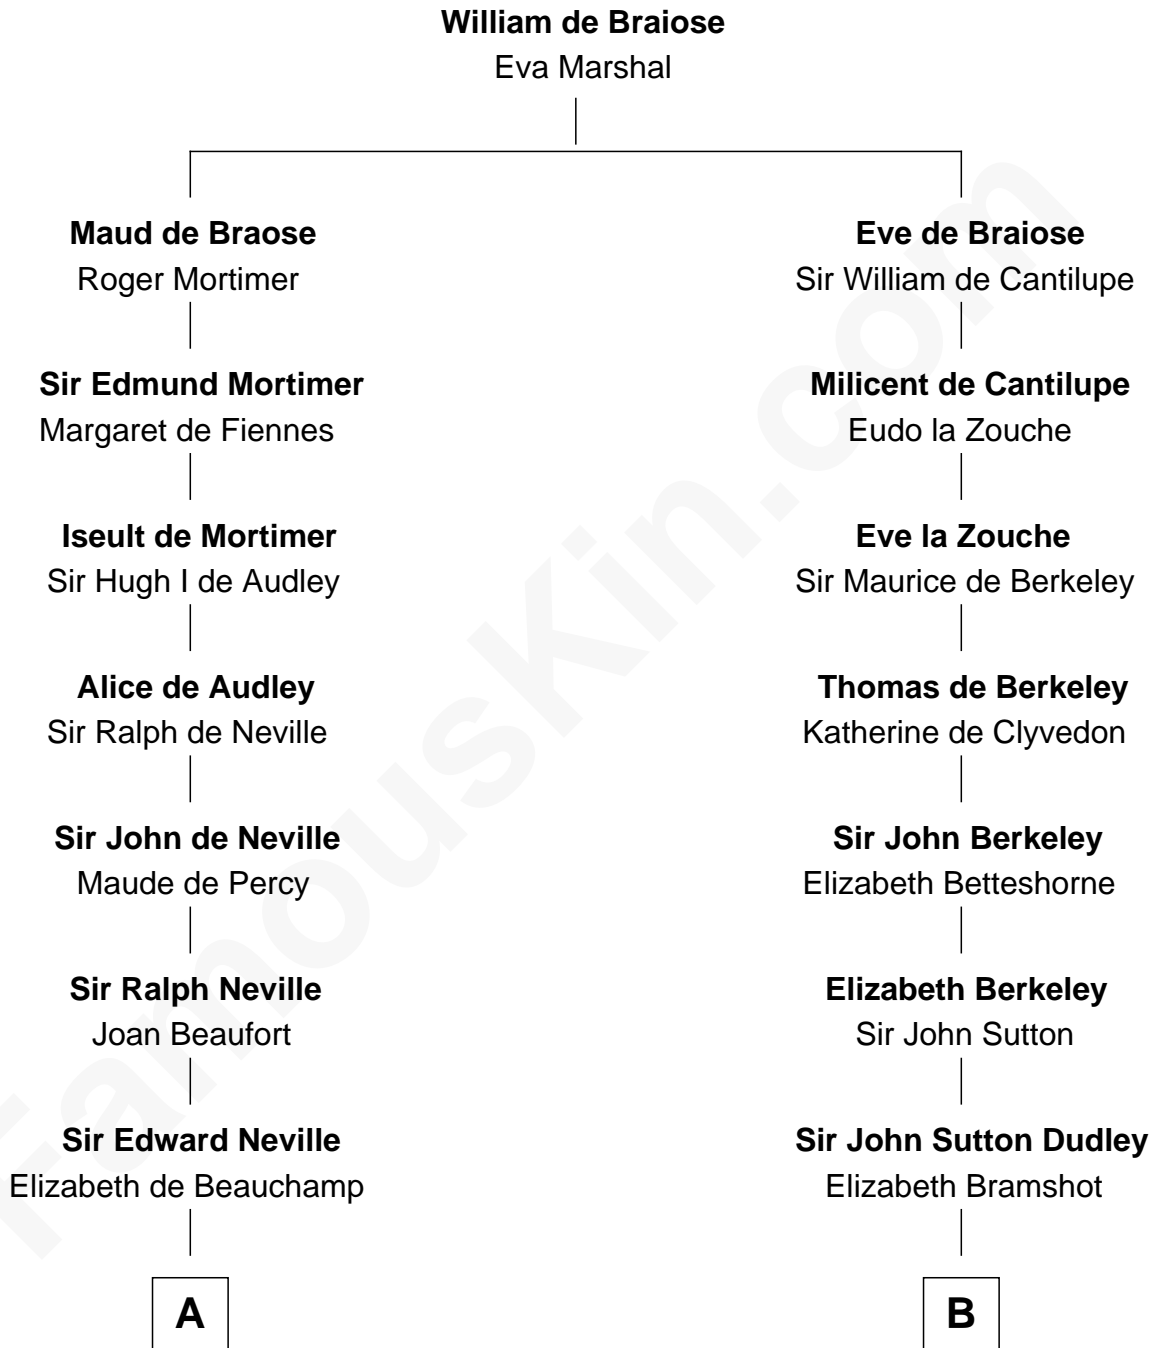 William de Braiose
Eva Marshal
Maud de Braose
Roger Mortimer
Eve de Braiose
Sir William de Cantilupe
Sir Edmund Mortimer
Margaret de Fiennes
Milicent de Cantilupe
Eudo la Zouche
Iseult de Mortimer
Sir Hugh I de Audley
Eve la Zouche
Sir Maurice de Berkeley
Alice de Audley
Sir Ralph de Neville
Thomas de Berkeley
Katherine de Clyvedon
Sir John de Neville
Maude de Percy
Sir John Berkeley
Elizabeth Betteshorne
Sir Ralph Neville
Joan Beaufort
Elizabeth Berkeley
Sir John Sutton
Sir Edward Neville
Elizabeth de Beauchamp
Sir John Sutton Dudley
Elizabeth Bramshot
A
B
FamousKin.com